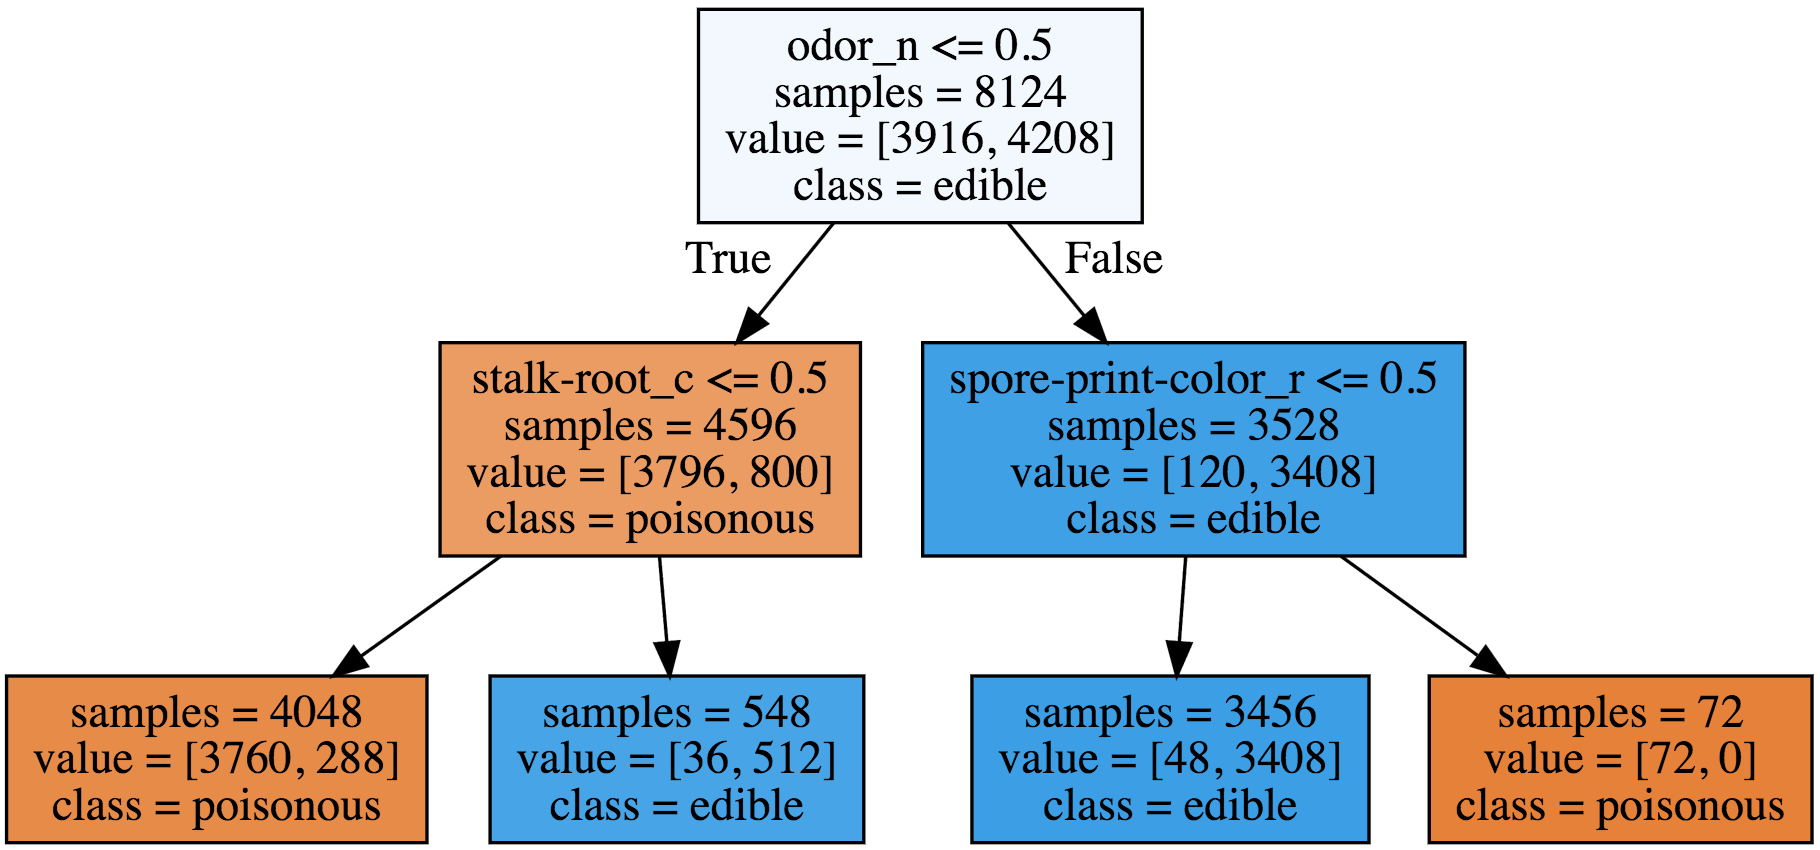 odor_n <= 0.5
samples = 8124
value = [3916, 4208]
class = edible
True
False
stalk-root_c <= 0.5
samples = 4596
value = [3796, 800]
class = poisonous
spore-print-color_r <= 0.5
samples = 3528
value = [120, 3408]
class = edible
samples = 4048
value = [3760, 288]
class = poisonous
samples = 548
value = [36, 512]
class = edible
samples = 3456
value = [48, 3408]
class = edible
samples = 72
value = [72, 0]
class = poisonous